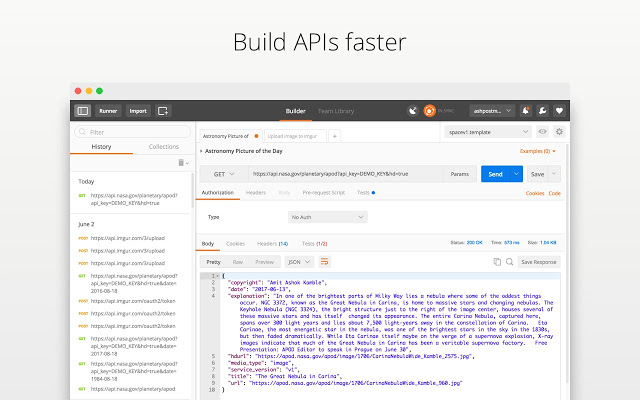 Build APIs faster
Runner
Import
Builder
Team Library
IN SYNC
ashpostm...
Filter
History
Collections
Today
GET https://api.nasa.gov/planetary/apod?
api_key=DEMO_KEY&hd=true
June 2
POST https://api.imgur.com/3/upload
POST https://api.imgur.com/3/upload
POST https://api.imgur.com/3/upload
GET https://api.nasa.gov/planetary/apod?
api_key=DEMO_KEY&hd=true&date=
2016-08-18
POST https://api.imgur.com/oauth2/token
POST https://api.imgur.com/oauth2/token
GET https://api.nasa.gov/planetary/apod?
api_key=DEMO_KEY&hd=true&date=
2017-08-18
GET https://api.nasa.gov/planetary/apod?
api_key=DEMO_KEY&hd=true&date=
1984-08-18
GET https://api.nasa.gov/planetary/apod
Astronomy Picture of
Upload image to imgur
+
spacex1.template
Astronomy Picture of the Day
Examples (0)
GET
https://api.nasa.gov/planetary/apod?api_key=DEMO_KEY&hd=true
Params
Send
Save
Authorization
Headers
Body
Pre-request Script
Tests
Cookies
Code
Type
No Auth
Body
Cookies
Headers (14)
Tests (1/2)
Status: 200 OK
Time: 573 ms
Size: 1.04 KB
Pretty
Raw
Preview
JSON
Save Response
1 {
2 "copyright": "Amit Ashok Kamble",
3 "date": "2017-06-13",
4 "explanation": "In one of the brightest parts of Milky Way lies a nebula where some of the oddest things
occur. NGC 3372, known as the Great Nebula in Carina, is home to massive stars and changing nebulas. The
Keyhole Nebula (NGC 3324), the bright structure just to the right of the image center, houses several of
these massive stars and has itself changed its appearance. The entire Carina Nebula, captured here,
spans over 300 light years and lies about 7,500 light-years away in the constellation of Carina. Eta
Carinae, the most energetic star in the nebula, was one of the brightest stars in the sky in the 1830s,
but then faded dramatically. While Eta Carinae itself maybe on the verge of a supernova explosion, X-ray
images indicate that much of the Great Nebula in Carina has been a veritable supernova factory. Free
Presentation: APOD Editor to speak in Prague on June 30",
5 "hdurl": "https://apod.nasa.gov/apod/image/1706/CarinaNebulaWide_Kamble_2575.jpg",
6 "media_type": "image",
7 "service_version": "v1",
8 "title": "The Great Nebula in Carina",
9 "url": "https://apod.nasa.gov/apod/image/1706/CarinaNebulaWide_Kamble_960.jpg"
10 }